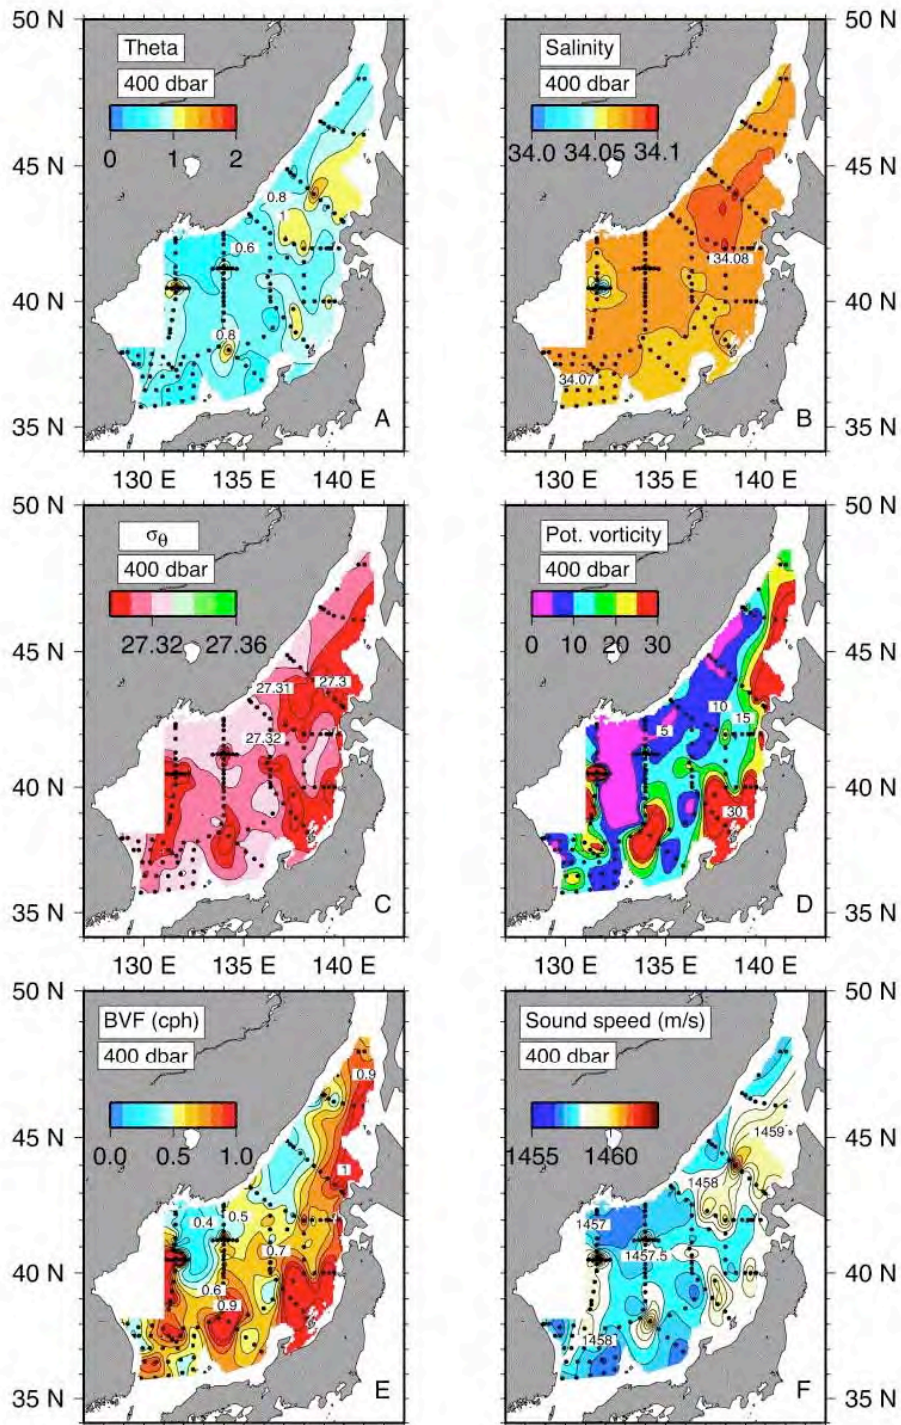 50 N
50 N
Theta
Salinity
400 dbar
400 dbar
0 1 2
34.0 34.05 34.1
45 N
45 N
0.8
1
0.6
34.08
40 N
40 N
0.8
34.07
35 N
A
B
35 N
130 E 135 E 140 E
130 E 135 E 140 E
50 N
50 N
σθ
Pot. vorticity
400 dbar
400 dbar
27.32 27.36
0 10 20 30
45 N
45 N
27.31 27.3
10
15
27.32
5
40 N
40 N
30
35 N
C
D
35 N
130 E 135 E 140 E
130 E 135 E 140 E
50 N
50 N
BVF (cph)
Sound speed (m/s)
400 dbar
400 dbar
0.9
0.0 0.5 1.0
1455 1460
45 N
1459
45 N
1
1458
0.4 0.5
1457
0.7
1457.5
40 N
40 N
0.6
0.9
1458
35 N
E
F
35 N